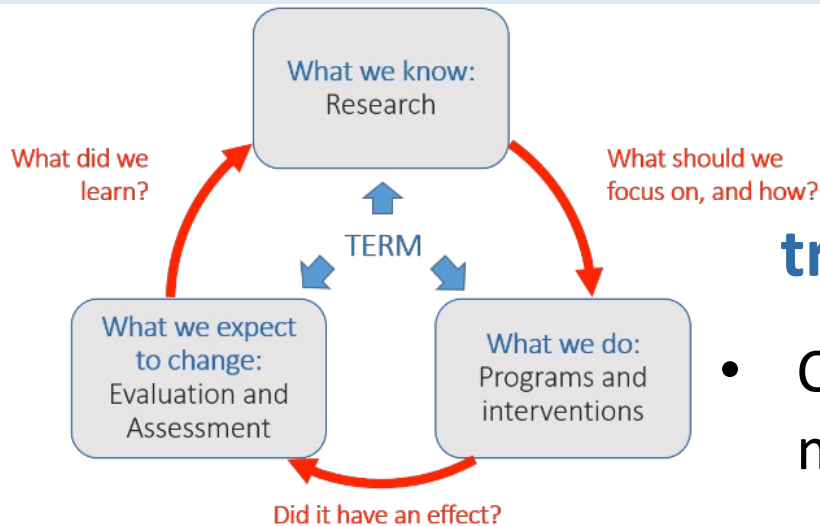 What we know:
Research
What did we
learn?
What should we
focus on, and how?
TERM
What we expect
to change:
Evaluation and
Assessment
What we do:
Programs and
interventions
Did it have an effect?
•